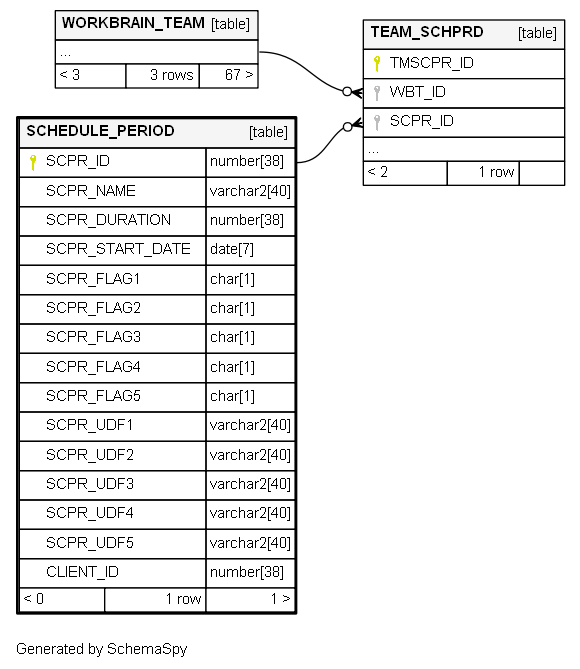 WORKBRAIN_TEAM [table]
...
< 3 3 rows 67 >
TEAM_SCHPRD [table]
TMSCPR_ID
WBT_ID
SCPR_ID
...
< 2 1 row
SCHEDULE_PERIOD [table]
SCPR_ID number[38]
SCPR_NAME varchar2[40]
SCPR_DURATION number[38]
SCPR_START_DATE date[7]
SCPR_FLAG1 char[1]
SCPR_FLAG2 char[1]
SCPR_FLAG3 char[1]
SCPR_FLAG4 char[1]
SCPR_FLAG5 char[1]
SCPR_UDF1 varchar2[40]
SCPR_UDF2 varchar2[40]
SCPR_UDF3 varchar2[40]
SCPR_UDF4 varchar2[40]
SCPR_UDF5 varchar2[40]
CLIENT_ID number[38]
< 0 1 row 1 >
Generated by SchemaSpy